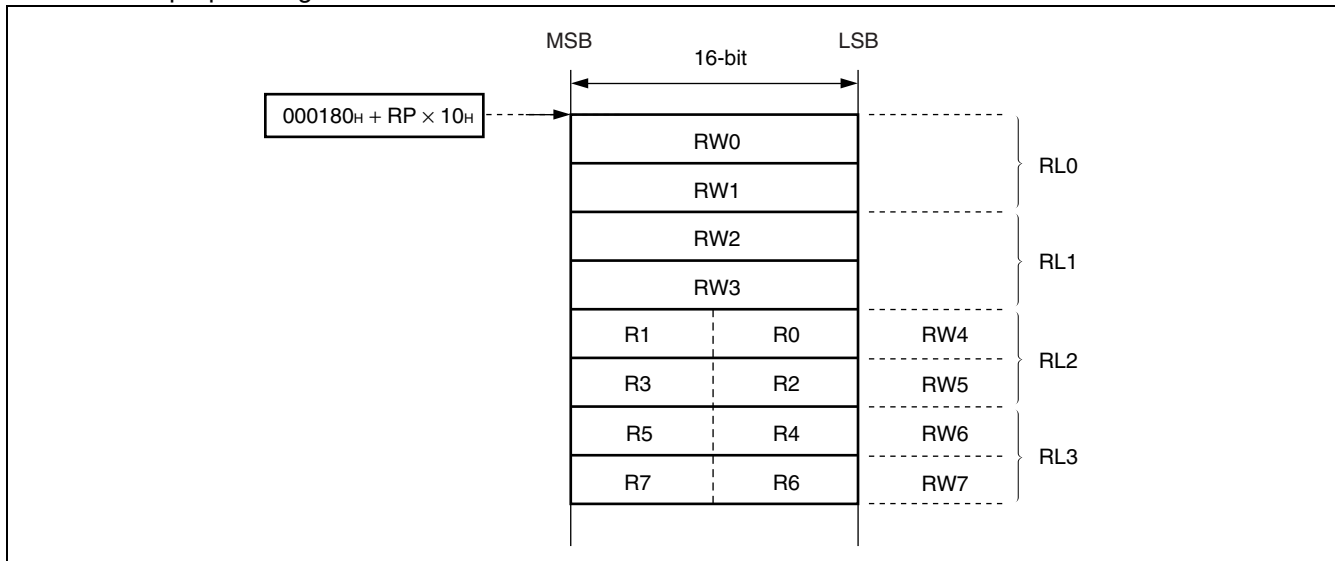 MSB LSB
16-bit
000180H + RP × 10H
RW0
RL0
RW1
RW2
RL1
RW3
R1 R0 RW4
RL2
R3 R2 RW5
R5 R4 RW6
RL3
R7 R6 RW7